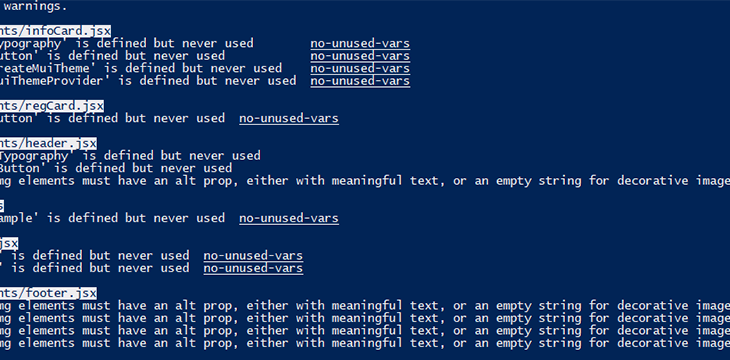 warnings.
nts/infoCard.jsx
ypography' is defined but never used no-unused-vars
utton' is defined but never used no-unused-vars
reateMuiTheme' is defined but never used no-unused-vars
uiThemeProvider' is defined but never used no-unused-vars
nts/regCard.jsx
utton' is defined but never used no-unused-vars
nts/header.jsx
Typography' is defined but never used
Button' is defined but never used
mg elements must have an alt prop, either with meaningful text, or an empty string for decorative image
s
ample' is defined but never used no-unused-vars
jsx
' is defined but never used no-unused-vars
' is defined but never used no-unused-vars
nts/footer.jsx
mg elements must have an alt prop, either with meaningful text, or an empty string for decorative image
mg elements must have an alt prop, either with meaningful text, or an empty string for decorative image
mg elements must have an alt prop, either with meaningful text, or an empty string for decorative image
mg elements must have an alt prop, either with meaningful text, or an empty string for decorative image